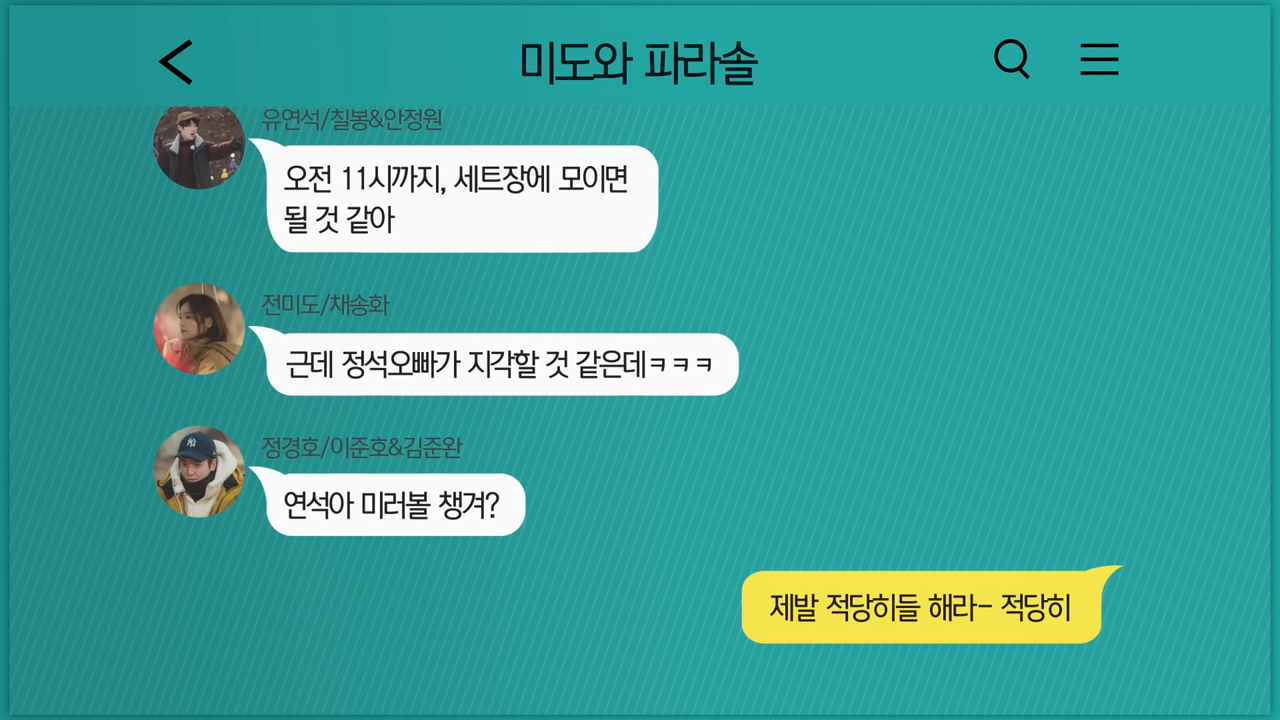 미도와 파라솔
유연석/칠봉&안정원
오전 11시까지, 세트장에 모이면
될 것 같아
전미도/채송화
근데 정석오빠가 지각할 것 같은데ㅋㅋㅋ
정경호/이준호&김준완
연석아 미러볼 챙겨?
제발 적당히들 해라- 적당히